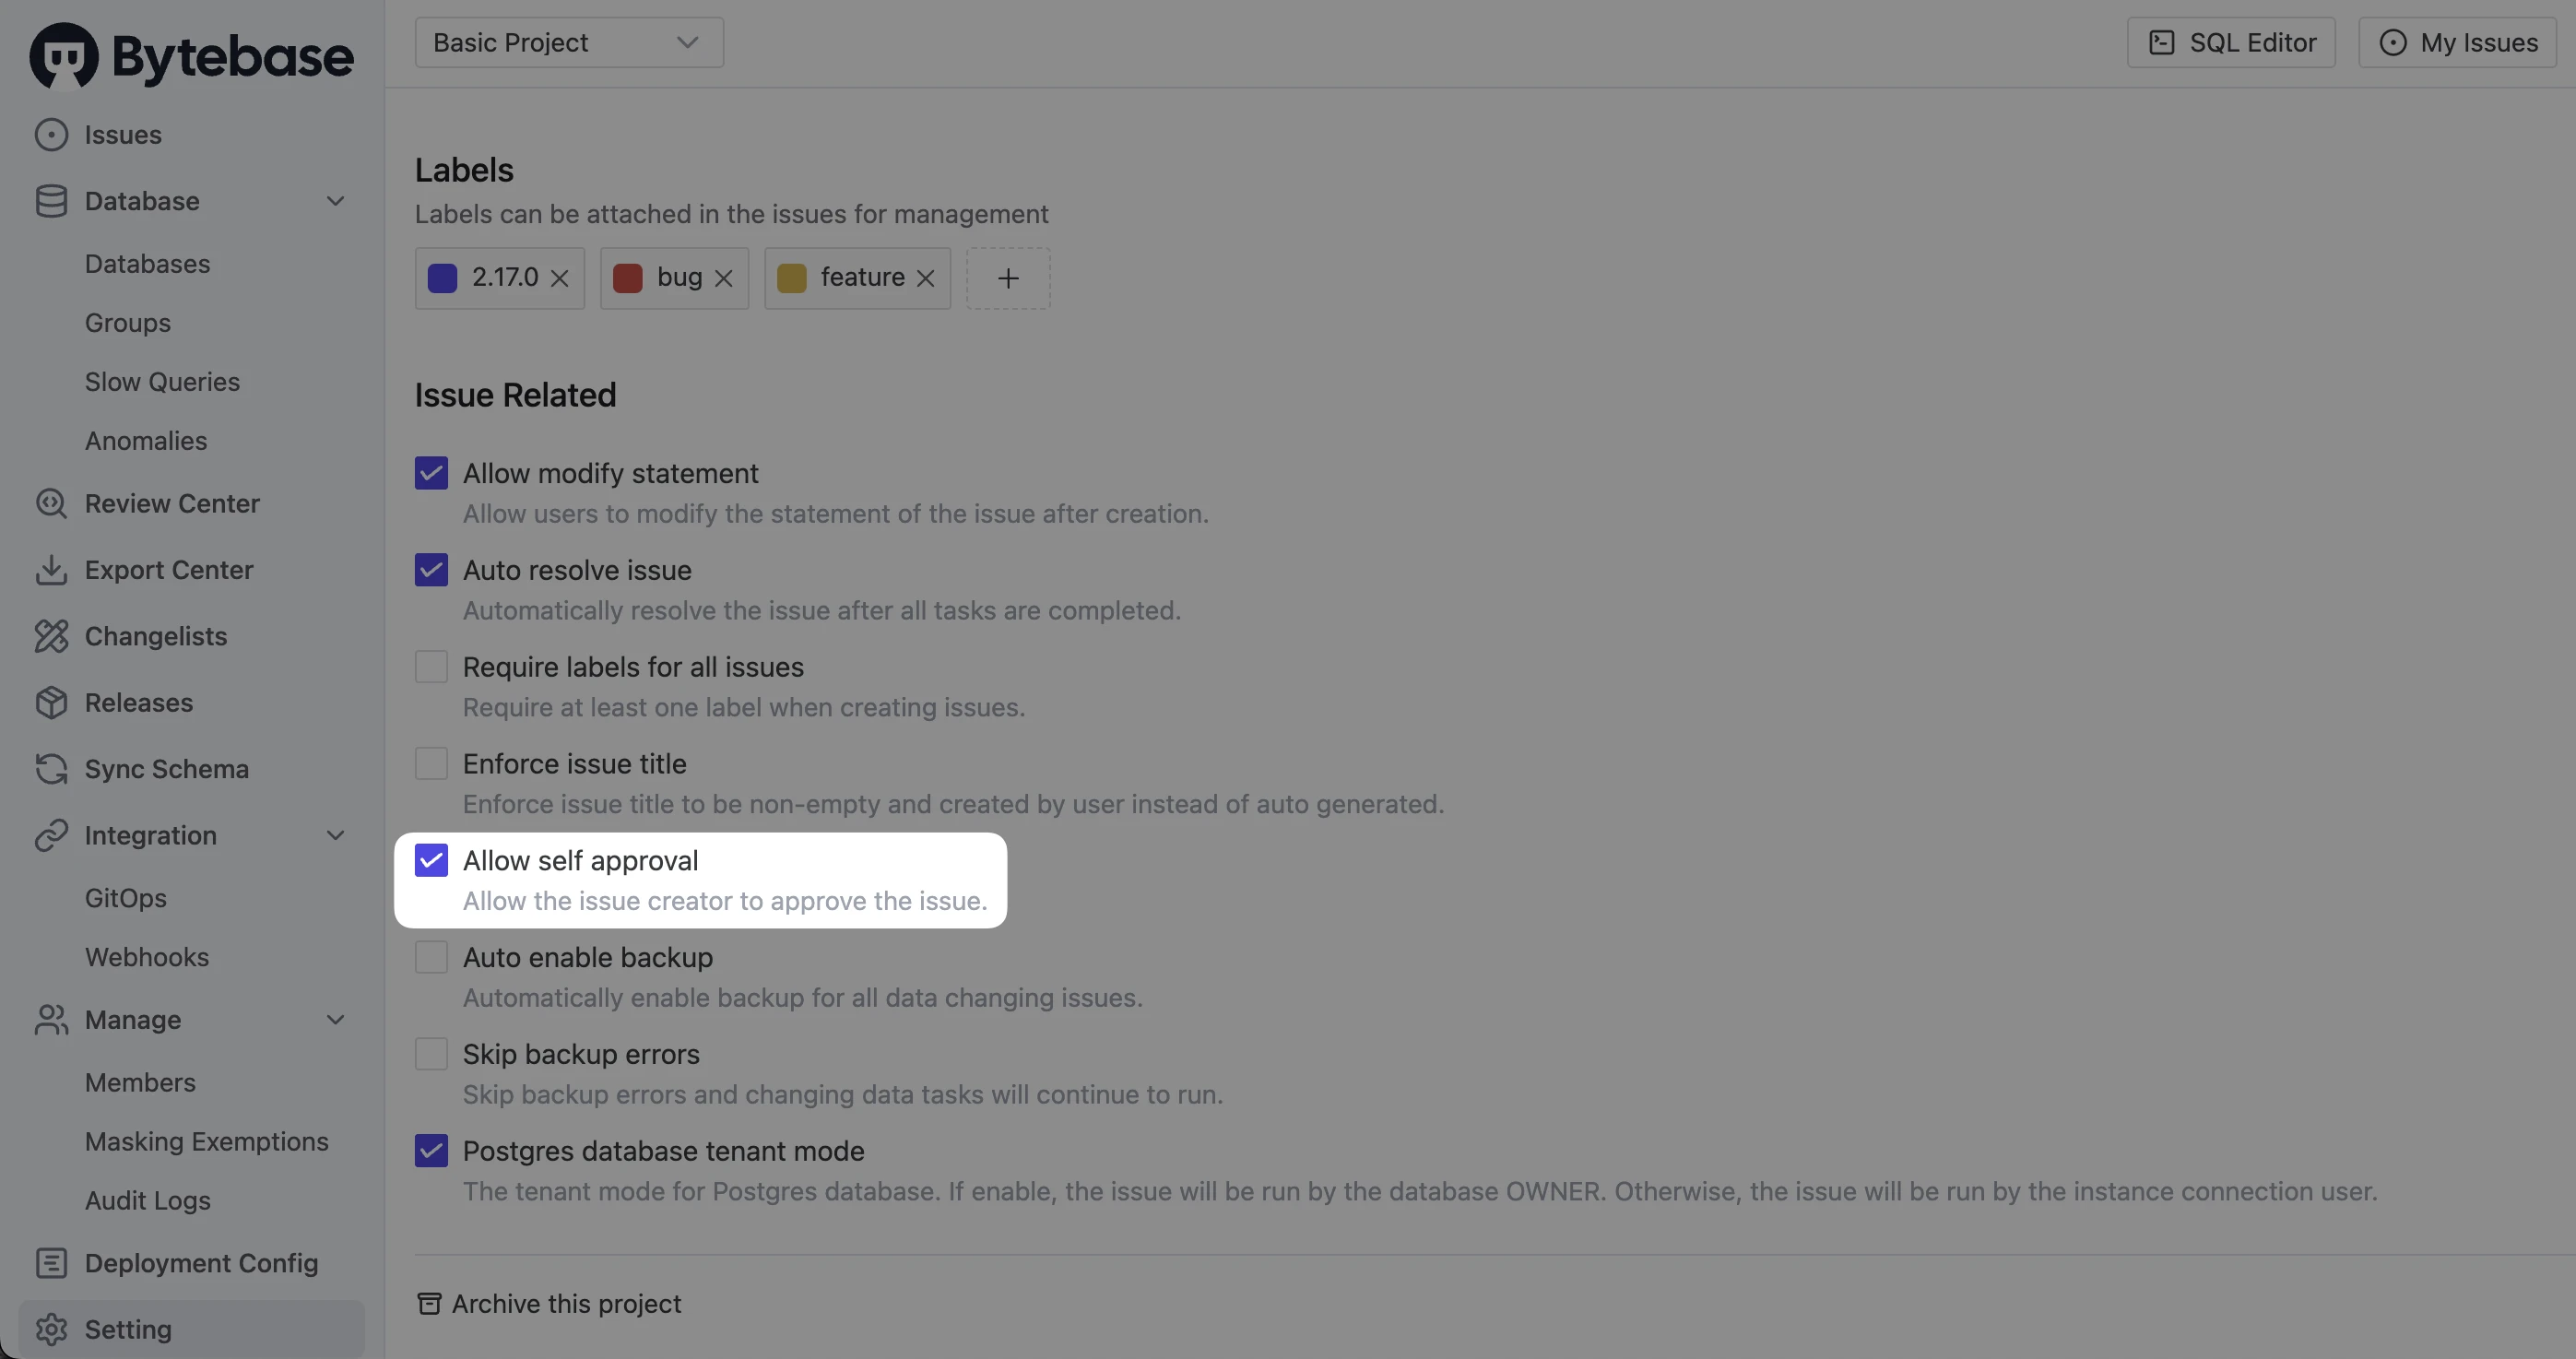 Bytebase
Issues
Database
Databases
Groups
Slow Queries
Anomalies
Review Center
Export Center
Changelists
Releases
Sync Schema
Integration
GitOps
Webhooks
Manage
Members
Masking Exemptions
Audit Logs
Deployment Config
Setting
Basic Project
SQL Editor
My Issues
Labels
Labels can be attached in the issues for management
2.17.0
bug
feature
Issue Related
Allow modify statement
Allow users to modify the statement of the issue after creation.
Auto resolve issue
Automatically resolve the issue after all tasks are completed.
Require labels for all issues
Require at least one label when creating issues.
Enforce issue title
Enforce issue title to be non-empty and created by user instead of auto generated.
Allow self approval
Allow the issue creator to approve the issue.
Auto enable backup
Automatically enable backup for all data changing issues.
Skip backup errors
Skip backup errors and changing data tasks will continue to run.
Postgres database tenant mode
The tenant mode for Postgres database. If enable, the issue will be run by the database OWNER. Otherwise, the issue will be run by the instance connection user.
Archive this project